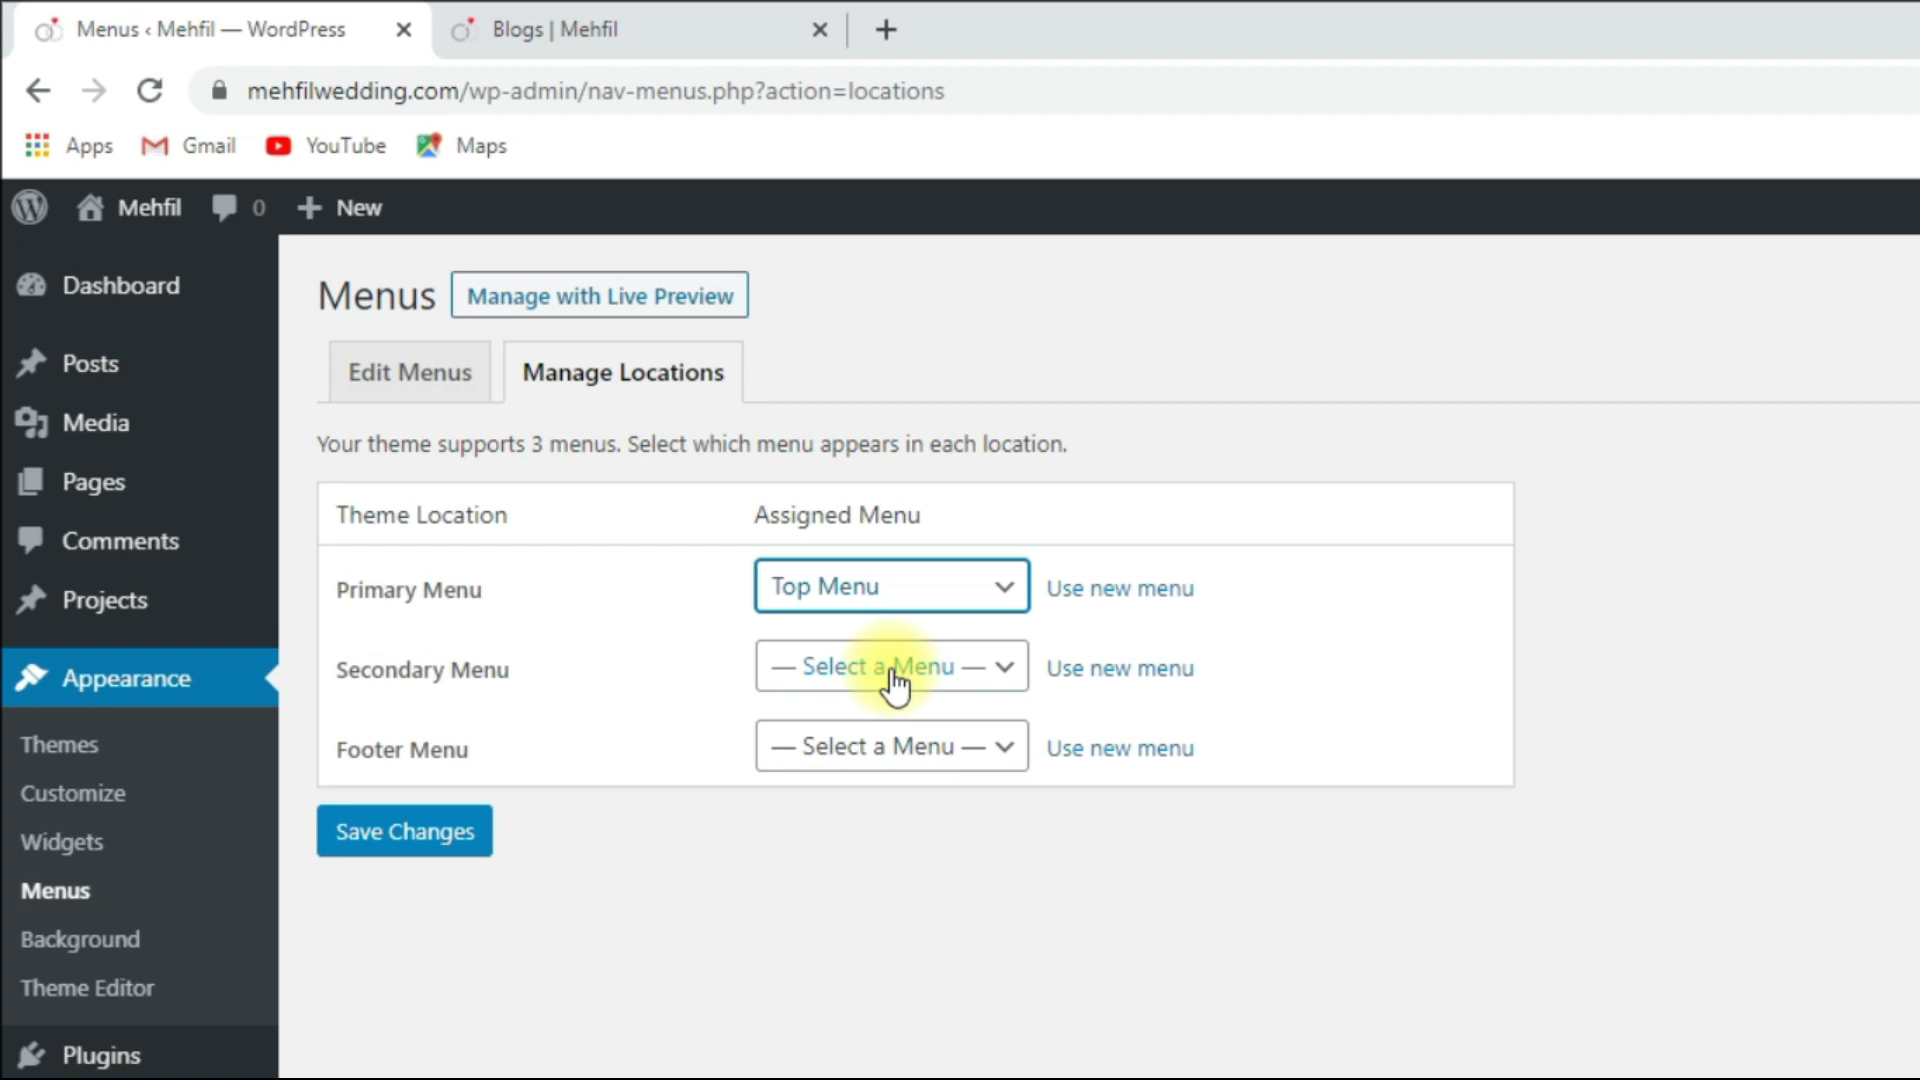 Menus ‹ Mehfil — WordPress
Blogs | Mehfil
mehfilwedding.com/wp-admin/nav-menus.php?action=locations
Apps
Gmail
YouTube
Maps
Mehfil
0
New
Dashboard
Posts
Media
Pages
Comments
Projects
Appearance
Themes
Customize
Widgets
Menus
Background
Theme Editor
Plugins
Menus
Manage with Live Preview
Edit Menus
Manage Locations
Your theme supports 3 menus. Select which menu appears in each location.
Theme Location
Assigned Menu
Primary Menu
Top Menu
Use new menu
Secondary Menu
— Select a Menu —
Use new menu
Footer Menu
— Select a Menu —
Use new menu
Save Changes